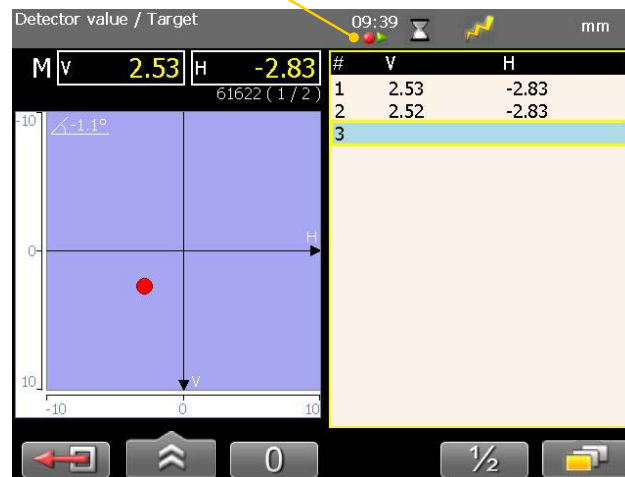 Detector value / Target
09:39
mm
M V 2.53 H -2.83
61622 ( 1 / 2 )
# V H
1 2.53 -2.83
2 2.52 -2.83
3
-10
-1.1°
0
H
10
V
-10 0 10
0
½